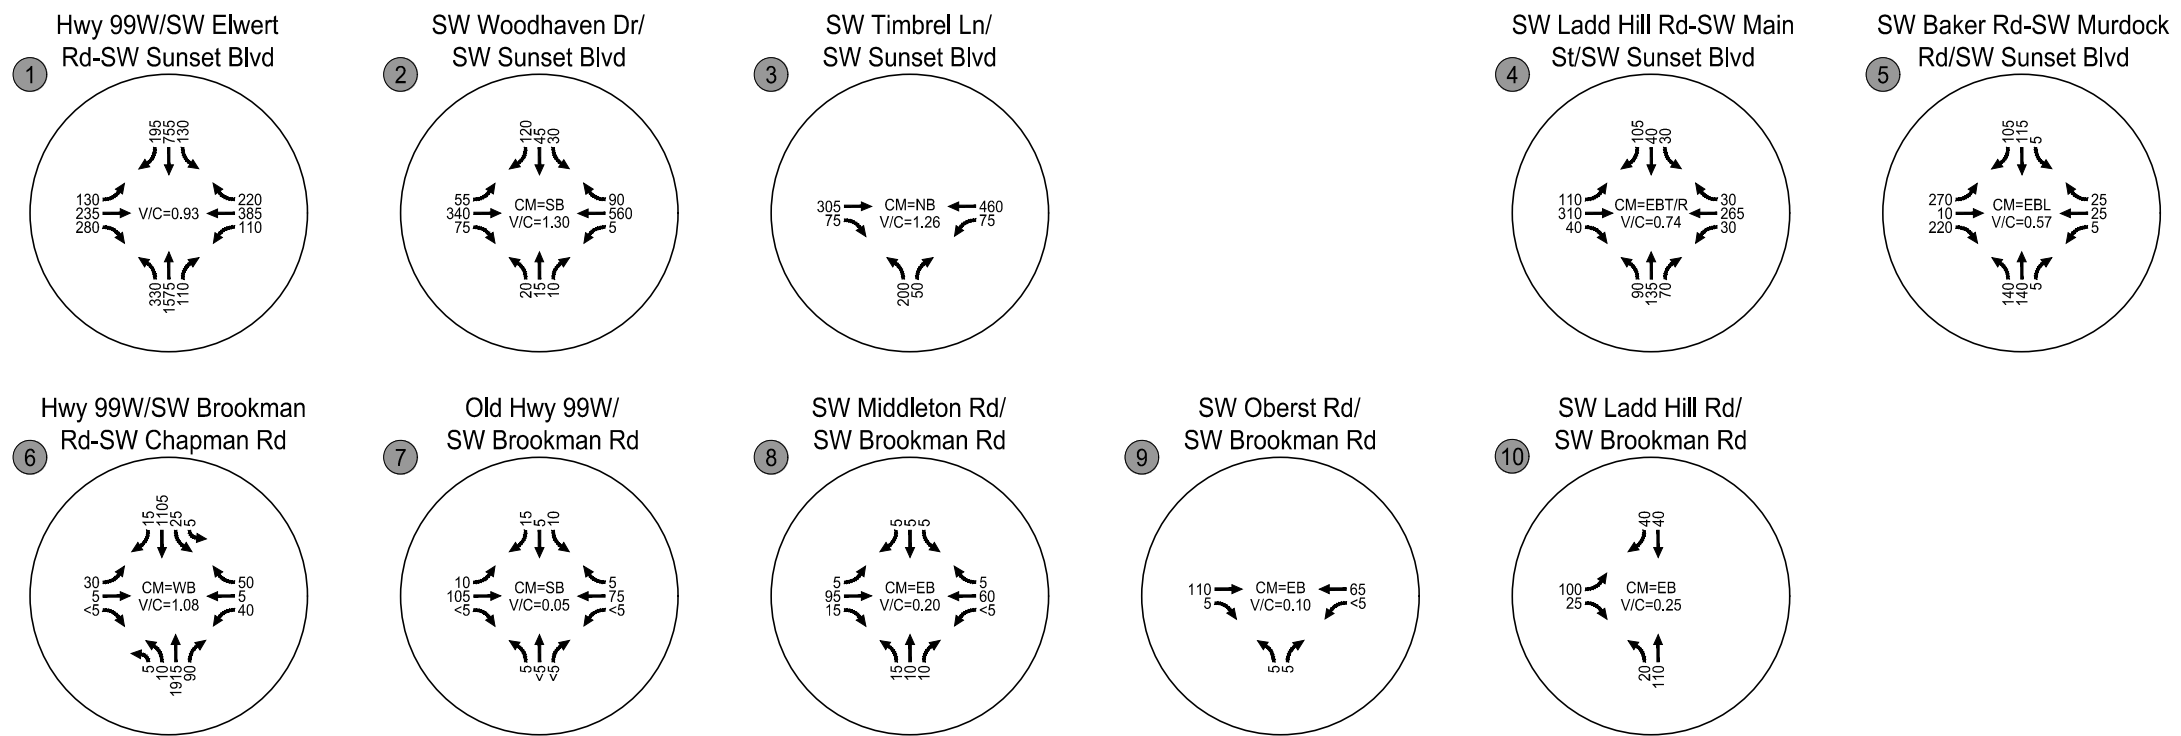 Hwy 99W/SW Elwert
Rd-SW Sunset Blvd
1
195
755
130
130
235
280
V/C=0.93
220
385
110
330
1575
110
SW Woodhaven Dr/
SW Sunset Blvd
2
120
45
30
55
340
75
CM=SB
V/C=1.30
90
560
5
20
15
10
SW Timbrel Ln/
SW Sunset Blvd
3
305
75
CM=NB
V/C=1.26
460
75
200
50
SW Ladd Hill Rd-SW Main
St/SW Sunset Blvd
4
105
40
30
110
310
40
CM=EBT/R
V/C=0.74
30
265
30
90
135
70
SW Baker Rd-SW Murdock
Rd/SW Sunset Blvd
5
105
115
5
270
10
220
CM=EBL
V/C=0.57
25
25
5
140
140
5
Hwy 99W/SW Brookman
Rd-SW Chapman Rd
6
15
1105
25
5
30
5
<5
CM=WB
V/C=1.08
50
5
40
5
10
1915
90
Old Hwy 99W/
SW Brookman Rd
7
15
5
10
10
105
<5
CM=SB
V/C=0.05
5
75
<5
5
<5
<5
SW Middleton Rd/
SW Brookman Rd
8
5
5
5
5
95
15
CM=EB
V/C=0.20
5
60
<5
15
10
10
SW Oberst Rd/
SW Brookman Rd
9
110
5
CM=EB
V/C=0.10
65
<5
5
5
SW Ladd Hill Rd/
SW Brookman Rd
10
40
40
100
25
CM=EB
V/C=0.25
20
110